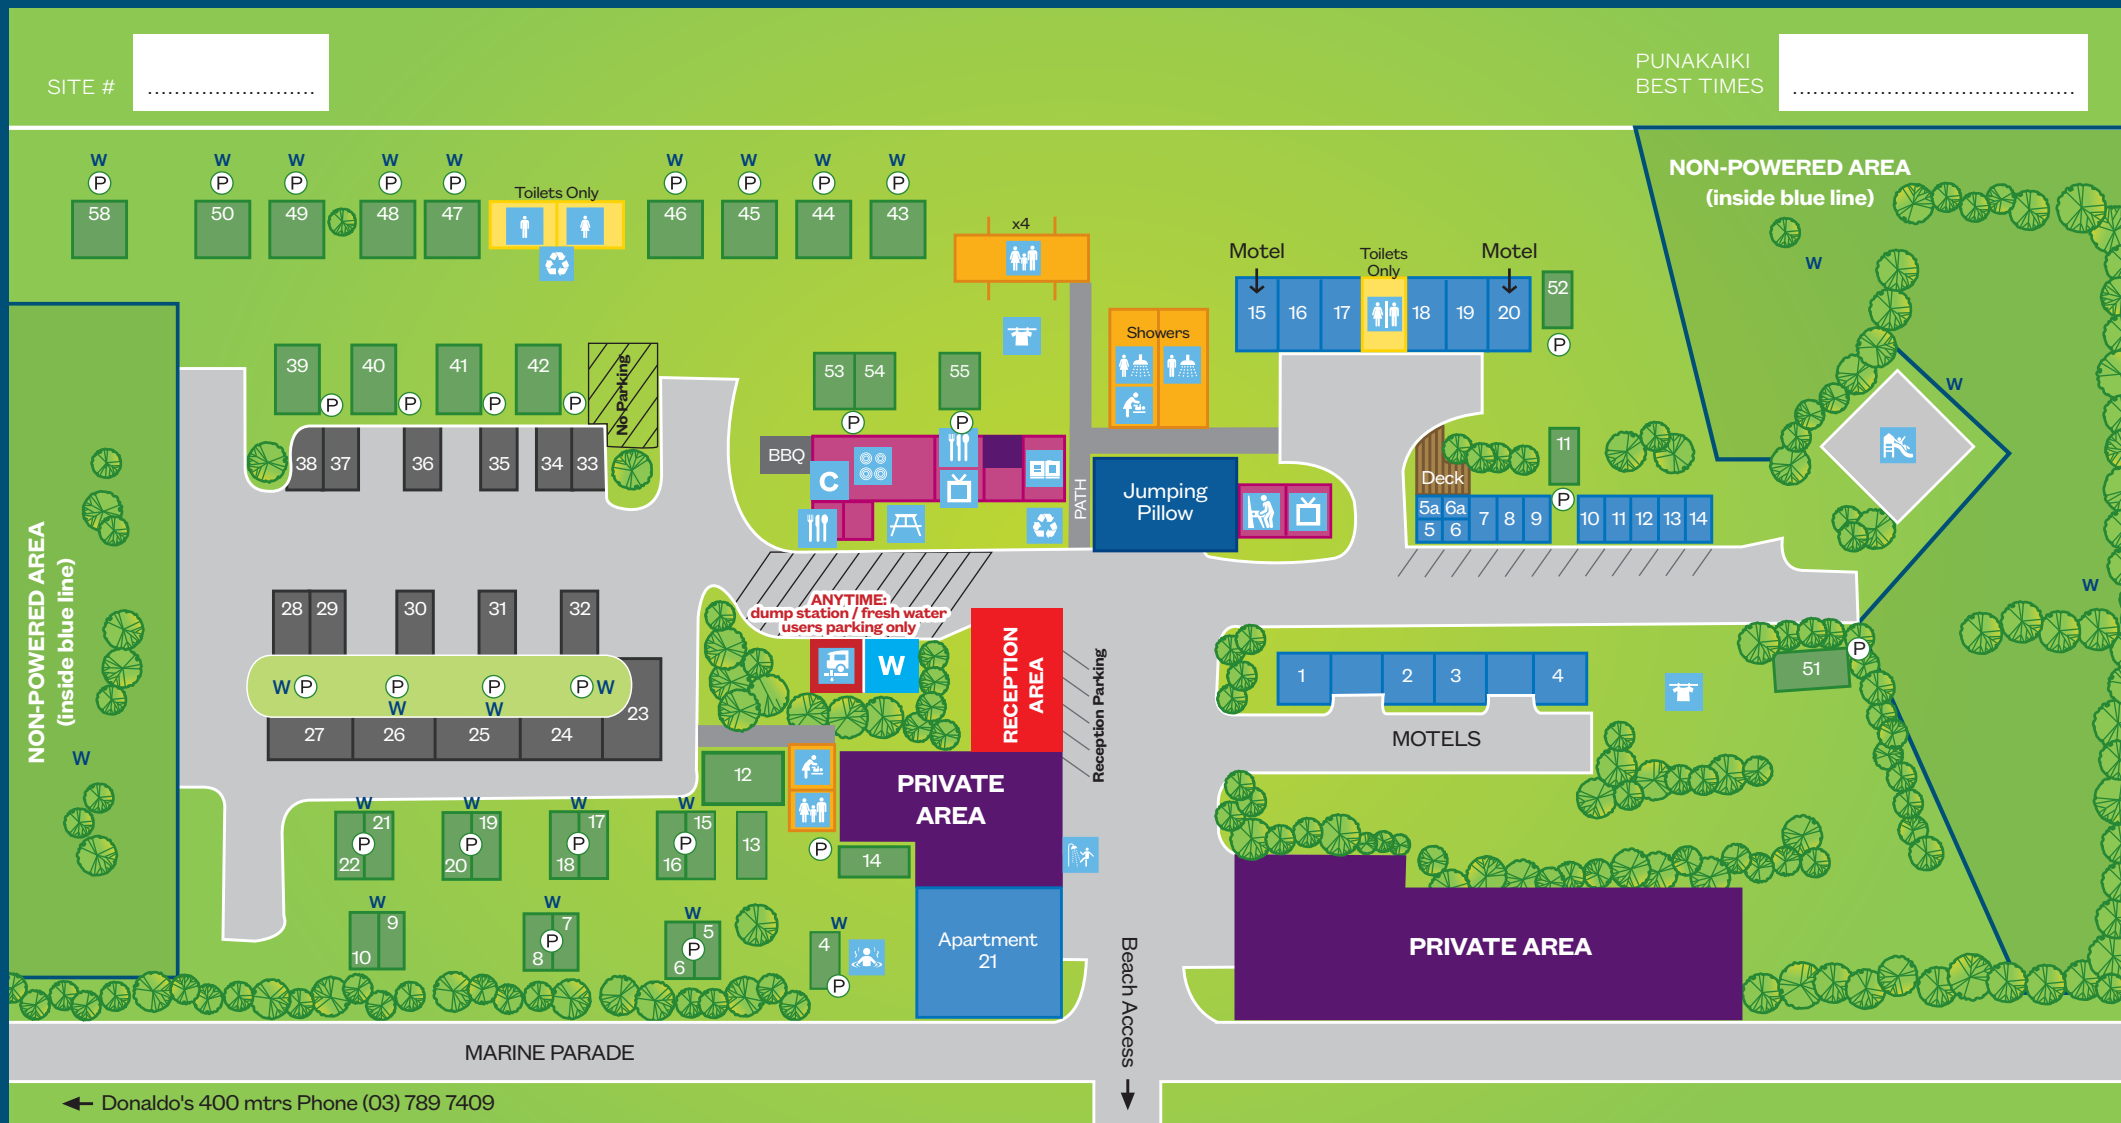 SITE # ........................
PUNAKAIKI
BEST TIMES ........................................
NON-POWERED AREA
(inside blue line)
W W W W W
P P P P P
58 50 49 48 47
Toilets Only
W W W W
P P P P
46 45 44 43
x4
Motel
Toilets
Only
Motel
15 16 17 18 19 20
52
P
W
W
Showers
39 40 41 42
P P P P
No Parking
38 37 36 35 34 33
53 54 55
P P
BBQ
C
PATH
Jumping
Pillow
Deck
11
P
5a 6a
5 6 7 8 9 10 11 12 13 14
NON-POWERED AREA
(inside blue line)
W
28 29 30 31 32
W P P P P W
W W
27 26 25 24 23
ANYTIME:
dump station / fresh water
users parking only
W
RECEPTION
AREA
Reception Parking
1 2 3 4
MOTELS
51
P
W
12
PRIVATE
AREA
W W W W
21 19 17 15
P P P P
22 20 18 16
13
P
14
W W W W
9 7 5 4
P P P
10 8 6
Apartment
21
Beach Access
PRIVATE AREA
MARINE PARADE
Donaldo's 400 mtrs Phone (03) 789 7409